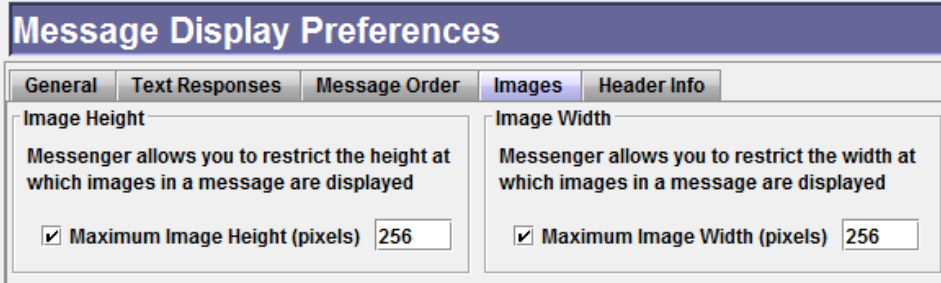 Message Display Preferences
General Text Responses Message Order Images Header Info
Image Height
Messenger allows you to restrict the height at
which images in a message are displayed
Maximum Image Height (pixels) 256
Image Width
Messenger allows you to restrict the width at
which images in a message are displayed
Maximum Image Width (pixels) 256